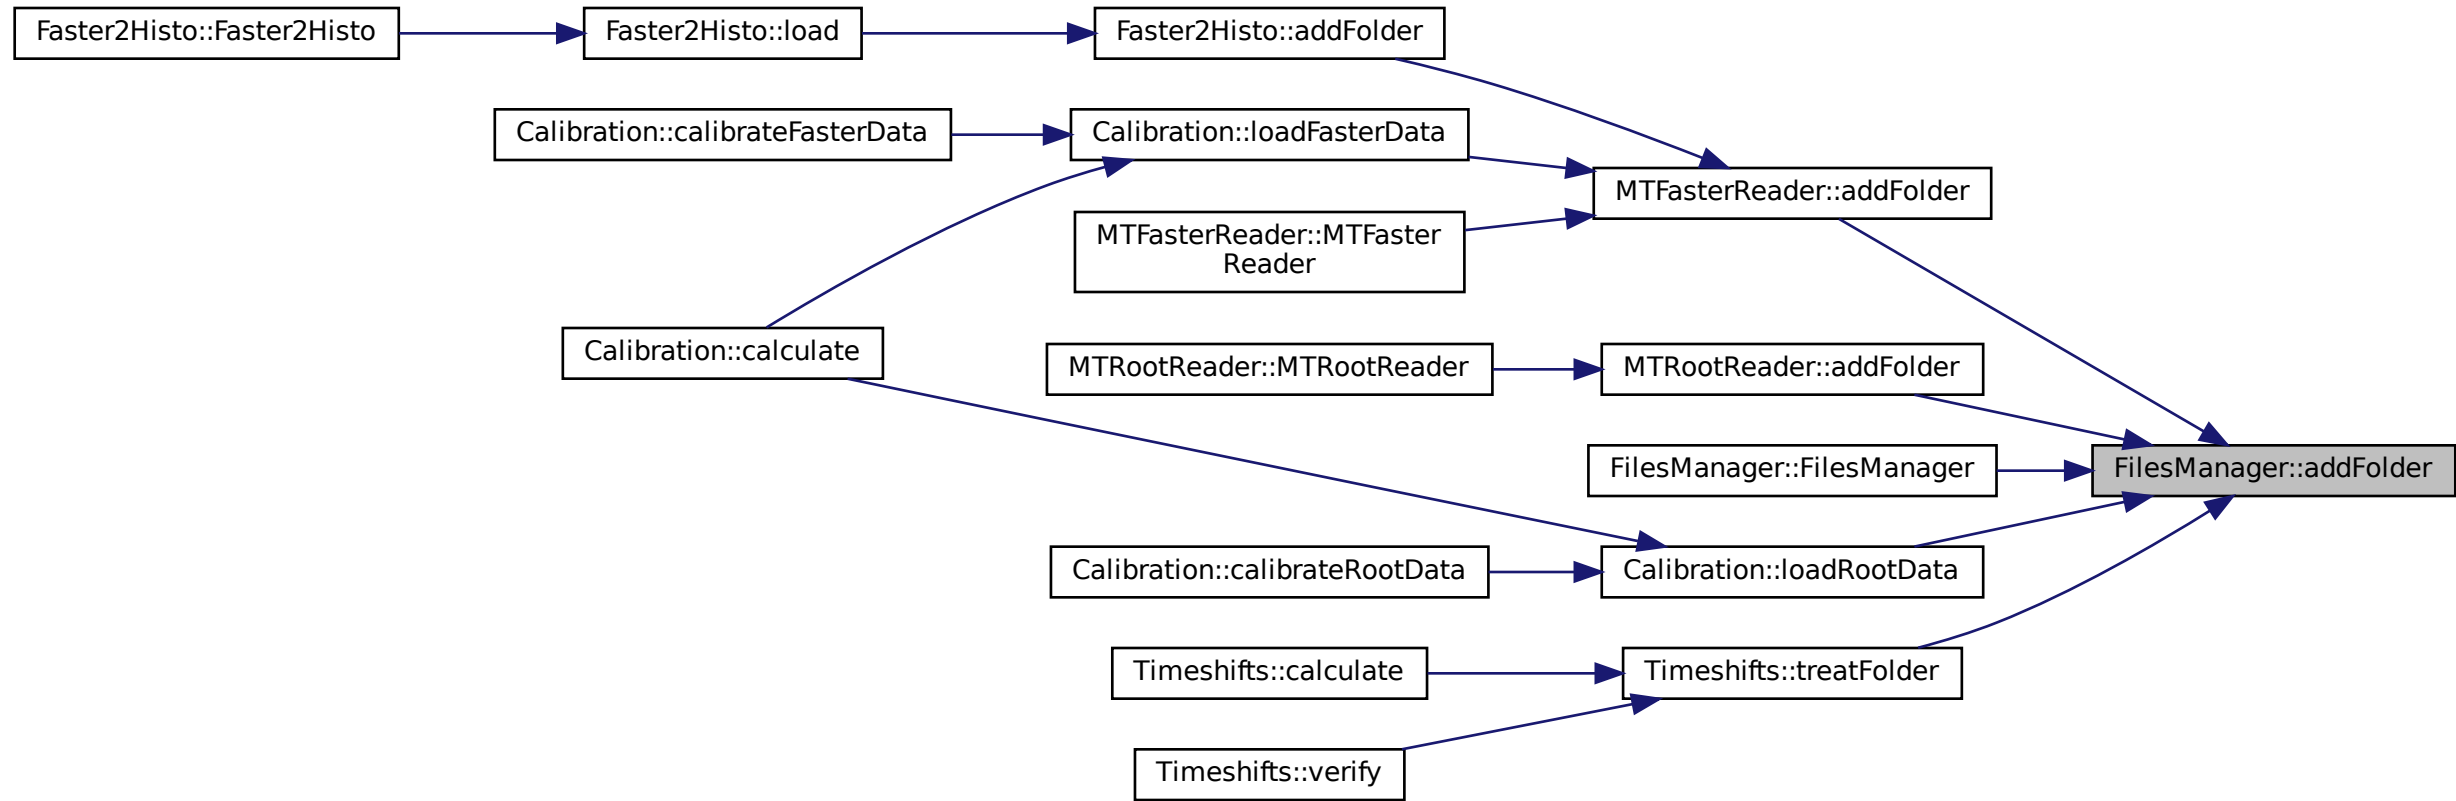 Faster2Histo::Faster2Histo
Faster2Histo::load
Faster2Histo::addFolder
Calibration::calibrateFasterData
Calibration::loadFasterData
MTFasterReader::addFolder
MTFasterReader::MTFaster
Reader
Calibration::calculate
MTRootReader::MTRootReader
MTRootReader::addFolder
FilesManager::FilesManager
FilesManager::addFolder
Calibration::calibrateRootData
Calibration::loadRootData
Timeshifts::calculate
Timeshifts::treatFolder
Timeshifts::verify